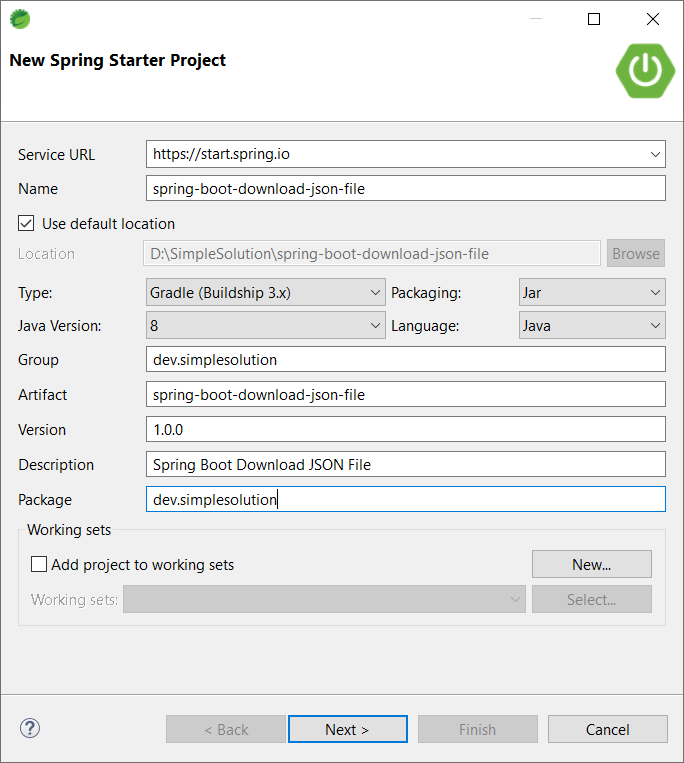 New Spring Starter Project
Service URL https://start.spring.io
Name spring-boot-download-json-file
Use default location
Location D:\SimpleSolution\spring-boot-download-json-file Browse
Type: Gradle (Buildship 3.x) Packaging: Jar
Java Version: 8 Language: Java
Group dev.simplesolution
Artifact spring-boot-download-json-file
Version 1.0.0
Description Spring Boot Download JSON File
Package dev.simplesolution
Working sets
Add project to working sets New...
Working sets: Select...
? < Back Next > Finish Cancel